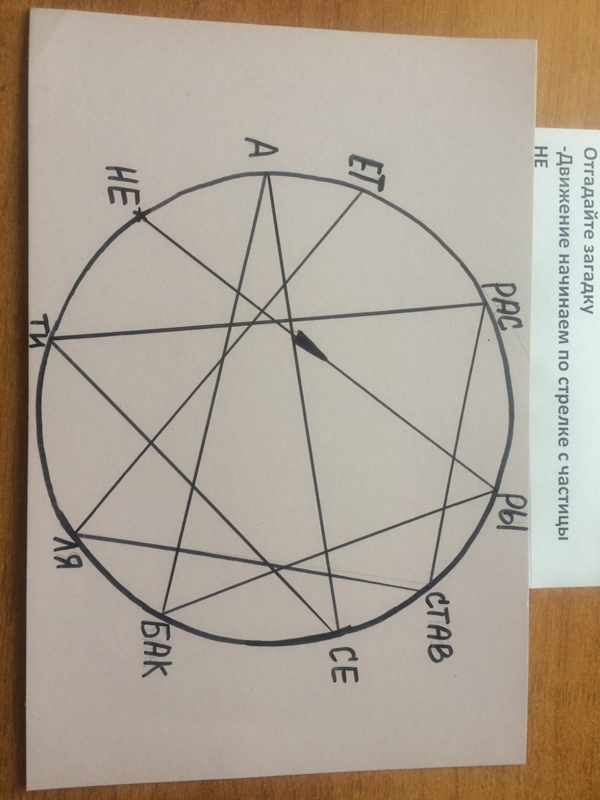 Отгадайте загадку
-Движение начинаем по стрелке с частицы
НЕ
РАС
РЫ
СТАВ
ЕТ
СЕ
А
БАК
НЕ
ЛЯ
ТИ